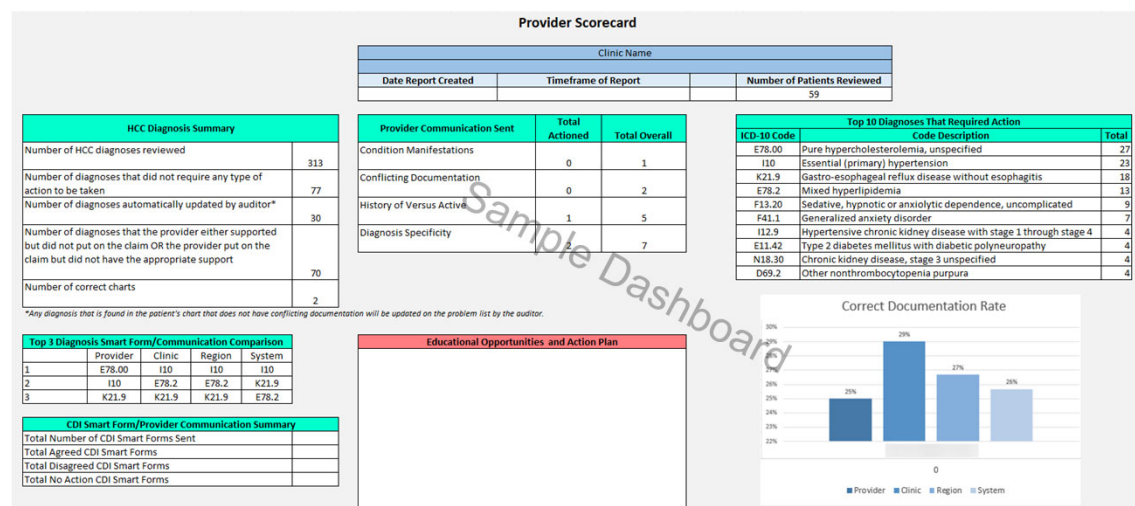 Provider Scorecard
Clinic Name
Date Report Created Timeframe of Report Number of Patients Reviewed
59
HCC Diagnosis Summary
Number of HCC diagnoses reviewed 313
Number of diagnoses that did not require any type of
action to be taken 77
Number of diagnoses automatically updated by auditor* 30
Number of diagnoses that the provider either supported
but did not put on the claim OR the provider put on the
claim but did not have the appropriate support 70
Number of correct charts 2
*Any diagnosis that is found in the patient's chart that does not have conflicting documentation will be updated on the problem list by the auditor.
Provider Communication Sent Total Actioned Total Overall
Condition Manifestations 0 1
Conflicting Documentation 0 2
History of Versus Active 1 5
Diagnosis Specificity 2 7
Top 10 Diagnoses That Required Action
ICD-10 Code Code Description Total
E78.00 Pure hypercholesterolemia, unspecified 27
I10 Essential (primary) hypertension 23
K21.9 Gastro-esophageal reflux disease without esophagitis 18
E78.2 Mixed hyperlipidemia 13
F13.20 Sedative, hypnotic or anxiolytic dependence, uncomplicated 9
F41.1 Generalized anxiety disorder 7
I12.9 Hypertensive chronic kidney disease with stage 1 through stage 4 4
E11.42 Type 2 diabetes mellitus with diabetic polyneuropathy 4
N18.30 Chronic kidney disease, stage 3 unspecified 4
D69.2 Other nonthrombocytopenia purpura 4
Sample Dashboard
Top 3 Diagnosis Smart Form/Communication Comparison
Provider Clinic Region System
1 E78.00 I10 I10 I10
2 I10 E78.2 E78.2 K21.9
3 K21.9 K21.9 K21.9 E78.2
CDI Smart Form/Provider Communication Summary
Total Number of CDI Smart Forms Sent
Total Agreed CDI Smart Forms
Total Disagreed CDI Smart Forms
Total No Action CDI Smart Forms
Educational Opportunities and Action Plan
Correct Documentation Rate
30%
29%
28%
27%
26%
25%
24%
23%
22%
25% 29% 27% 26%
0
Provider Clinic Region System